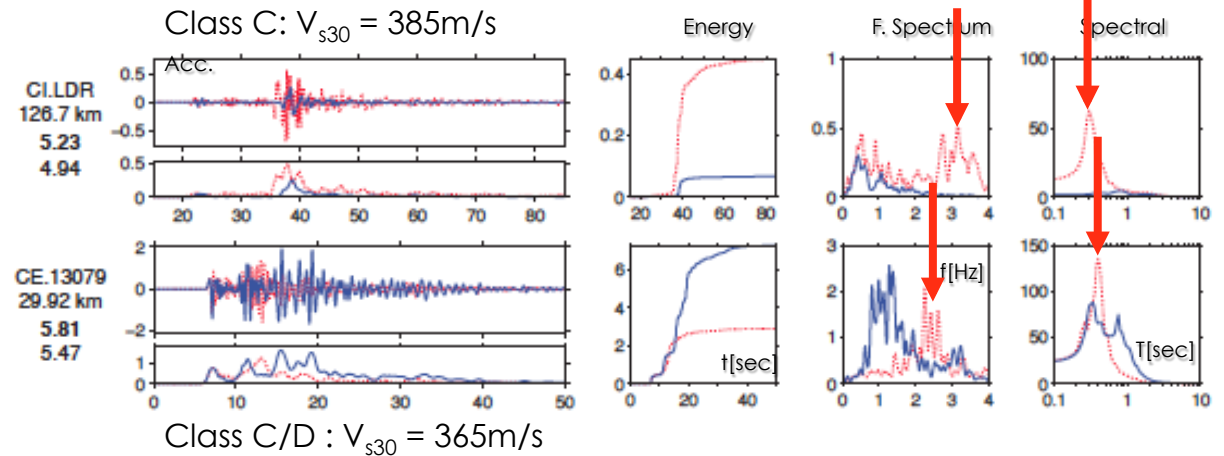 Class C: Vs30 = 385m/s
Energy
F. Spectrum
Spectral
Acc.
CI.LDR
126.7 km
5.23
4.94
0.5
0
−0.5
0.5
0
20 30 40 50 60 70 80
0.4
0.2
0
20 40 60 80
1
0.5
0
0 1 2 3 4
100
50
0
0.1 1
CE.13079
29.92 km
5.81
5.47
2
0
−2
1
0
0 10 20 30 40 50
6
4
2
0
t[sec]
20 40
3
2
1
0
f[Hz]
0 1 2 3 4
150
100
50
0
T[sec]
0.1 1
Class C/D : Vs30 = 365m/s